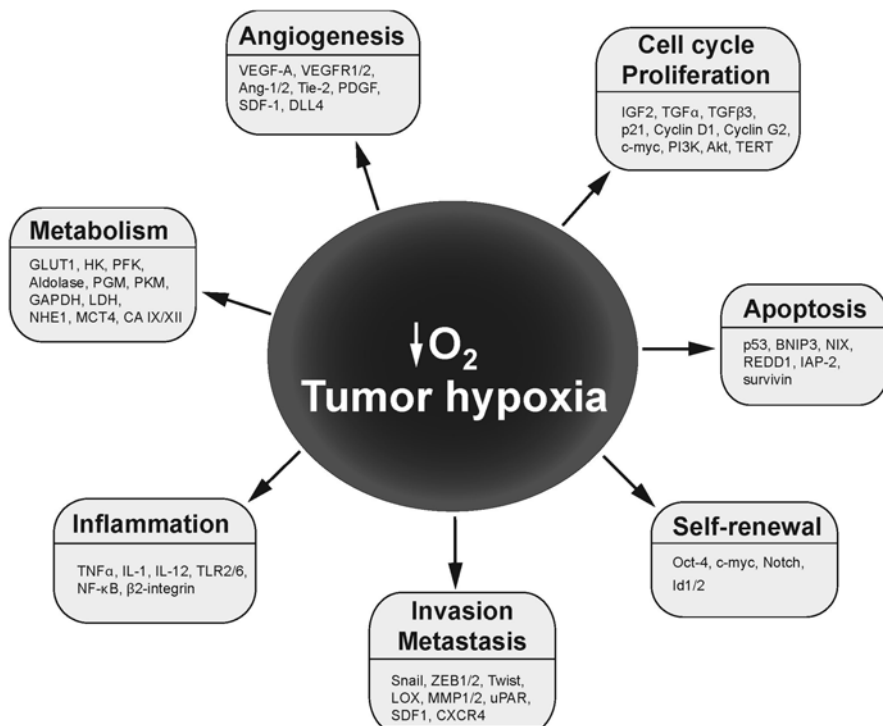 Angiogenesis
VEGF-A, VEGFR1/2,
Ang-1/2, Tie-2, PDGF,
SDF-1, DLL4
Cell cycle
Proliferation
IGF2, TGFα, TGFβ3,
p21, Cyclin D1, Cyclin G2,
c-myc, PI3K, Akt, TERT
Metabolism
GLUT1, HK, PFK,
Aldolase, PGM, PKM,
GAPDH, LDH,
NHE1, MCT4, CA IX/XII
↓O₂
Tumor hypoxia
Apoptosis
p53, BNIP3, NIX,
REDD1, IAP-2,
survivin
Inflammation
TNFα, IL-1, IL-12, TLR2/6,
NF-κB, β2-integrin
Self-renewal
Oct-4, c-myc, Notch,
Id1/2
Invasion
Metastasis
Snail, ZEB1/2, Twist,
LOX, MMP1/2, uPAR,
SDF1, CXCR4